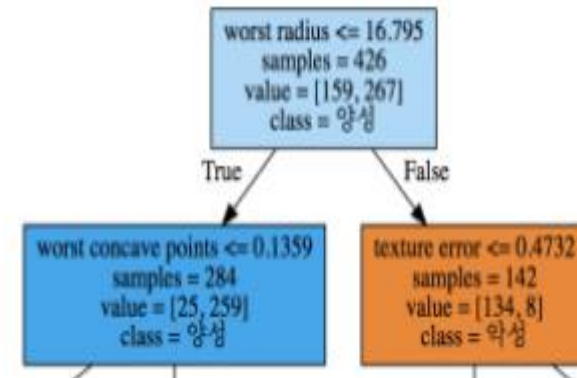 worst radius <= 16.795
samples = 426
value = [159, 267]
class = 양성
True
False
worst concave points <= 0.1359
samples = 284
value = [25, 259]
class = 양성
texture error <= 0.4732
samples = 142
value = [134, 8]
class = 악성